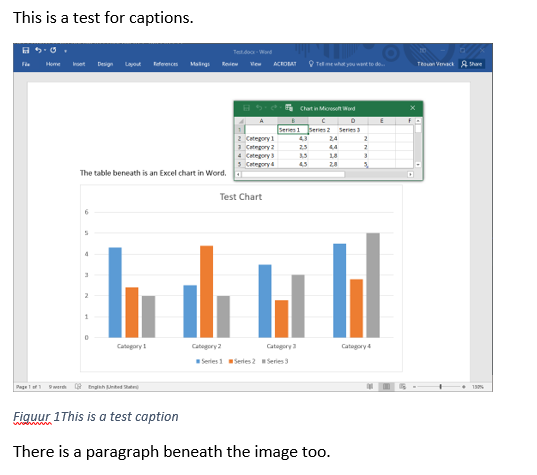 This is a test for captions.
Test.docx - Word
File Home Insert Design Layout References Mailings Review View ACROBAT Tell me what you want to do... Titouan Vervack Share
Chart in Microsoft Word
A B C D E F
1 Series 1 Series 2 Series 3
2 Category 1 4,3 2,4 2
3 Category 2 2,5 4,4 2
4 Category 3 3,5 1,8 3
5 Category 4 4,5 2,8 5
The table beneath is an Excel chart in Word.
Test Chart
6
5
4
3
2
1
0
Category 1 Category 2 Category 3 Category 4
Series 1 Series 2 Series 3
Page 1 of 1 9 words English (United States) 130%
Figuur 1This is a test caption
There is a paragraph beneath the image too.